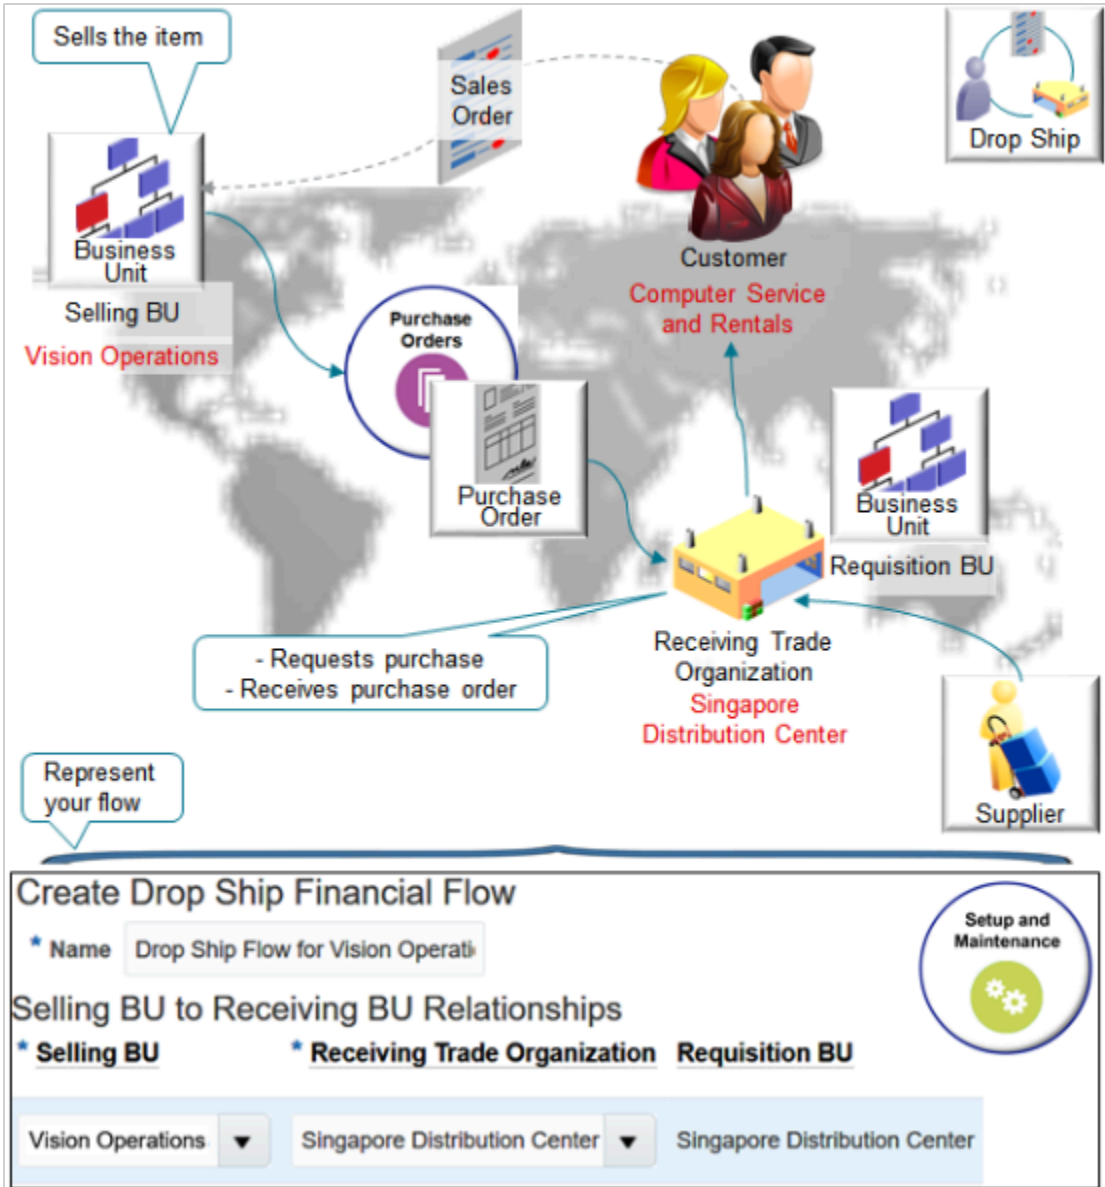 Sells the item
Sales
Order
Drop Ship
Business
Unit
Selling BU
Vision Operations
Customer
Computer Service
and Rentals
Purchase
Orders
Purchase
Order
Business
Unit
Requisition BU
- Requests purchase
- Receives purchase order
Receiving Trade
Organization
Singapore
Distribution Center
Supplier
Represent
your flow
Create Drop Ship Financial Flow
* Name Drop Ship Flow for Vision Operati
Setup and
Maintenance
Selling BU to Receiving BU Relationships
* Selling BU * Receiving Trade Organization Requisition BU
Vision Operations Singapore Distribution Center Singapore Distribution Center